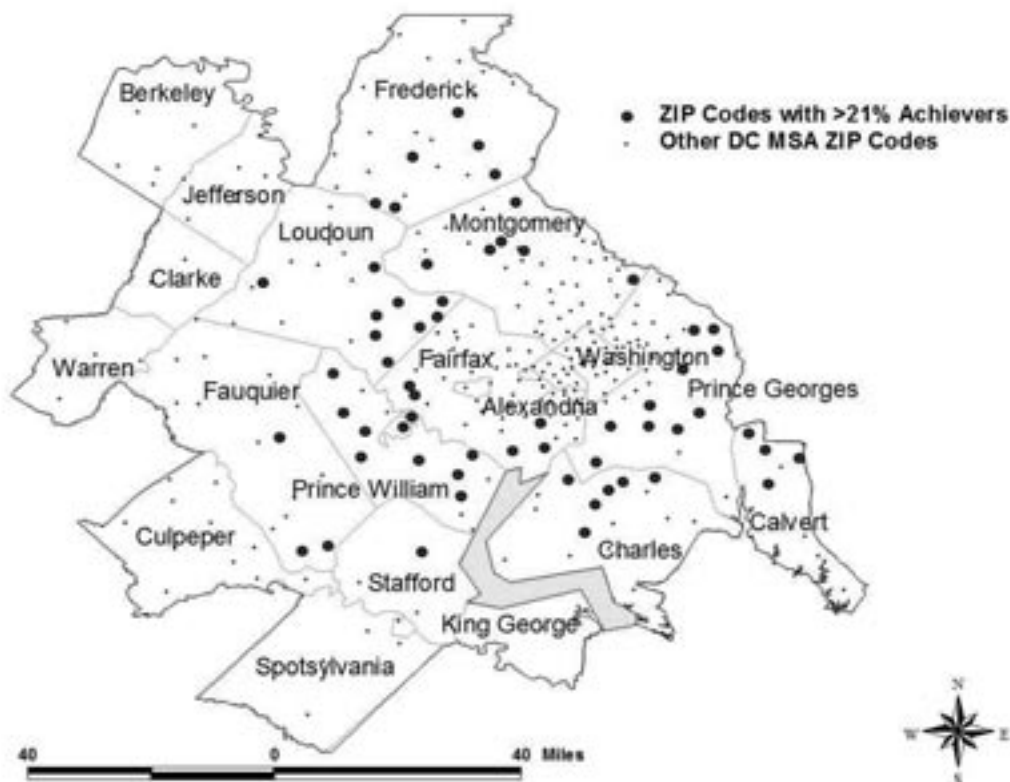 Berkeley
Frederick
ZIP Codes with >21% Achievers
Other DC MSA ZIP Codes
Jefferson
Loudoun
Montgomery
Clarke
Warren
Fairfax
Washington
Fauquier
Prince Georges
Alexandria
Prince William
Culpeper
Calvert
Charles
Stafford
King George
Spotsylvania
N
W E
S
40 0 40 Miles